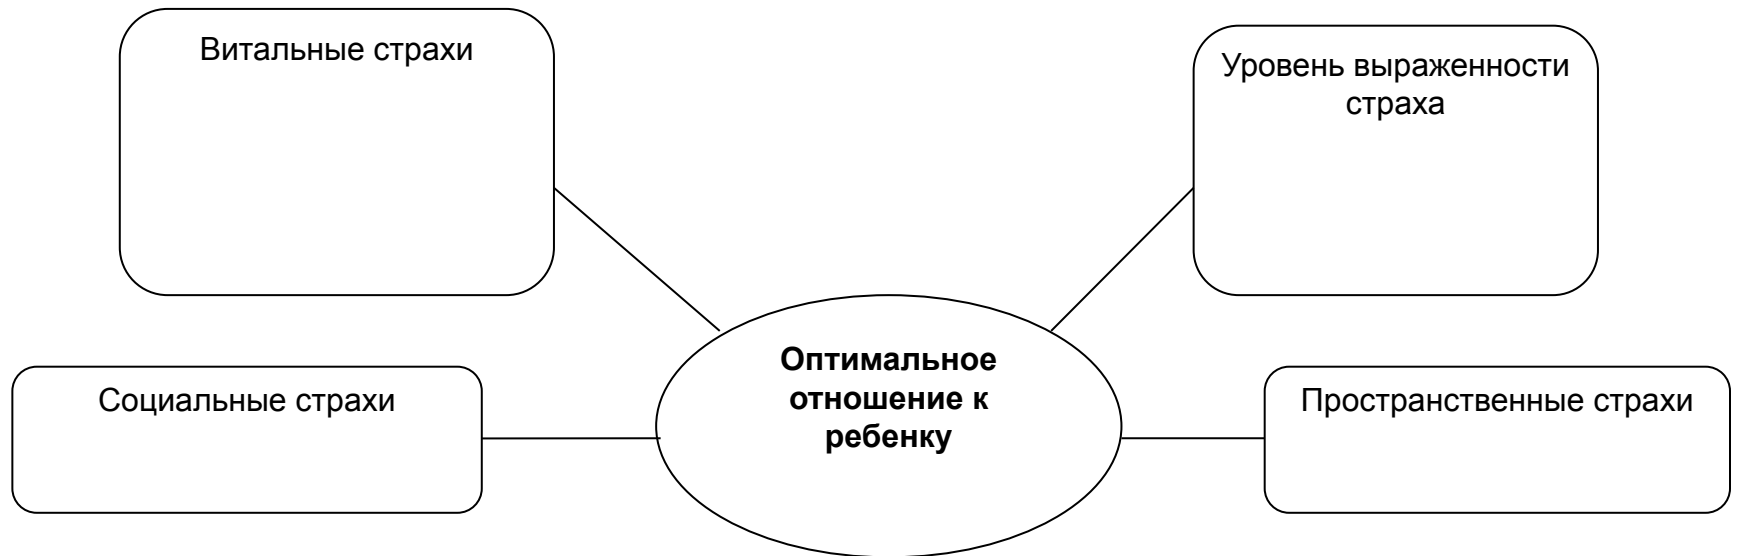 Витальные страхи
Уровень выраженности
страха
Оптимальное
отношение к
ребенку
Социальные страхи
Пространственные страхи